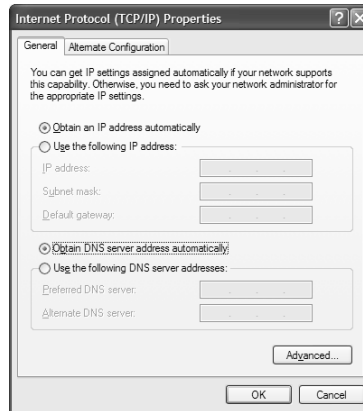 Internet Protocol (TCP/IP) Properties
General
Alternate Configuration
You can get IP settings assigned automatically if your network supports
this capability. Otherwise, you need to ask your network administrator for
the appropriate IP settings.
Obtain an IP address automatically
Use the following IP address:
IP address:
Subnet mask:
Default gateway:
Obtain DNS server address automatically
Use the following DNS server addresses:
Preferred DNS server:
Alternate DNS server:
Advanced...
OK
Cancel